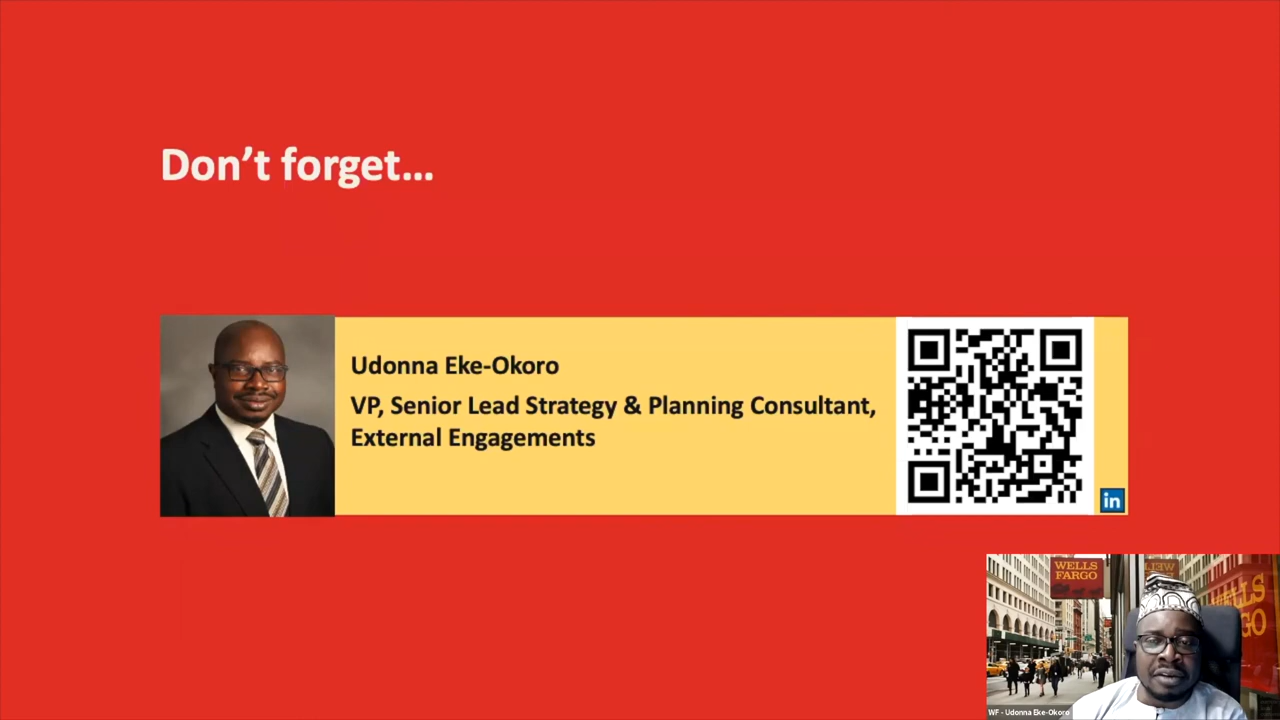 Don’t forget...
Udonna Eke-Okoro
VP, Senior Lead Strategy & Planning Consultant,
External Engagements
in
WELLS
FARGO
WELLS
WF - Udonna Eke-Okoro